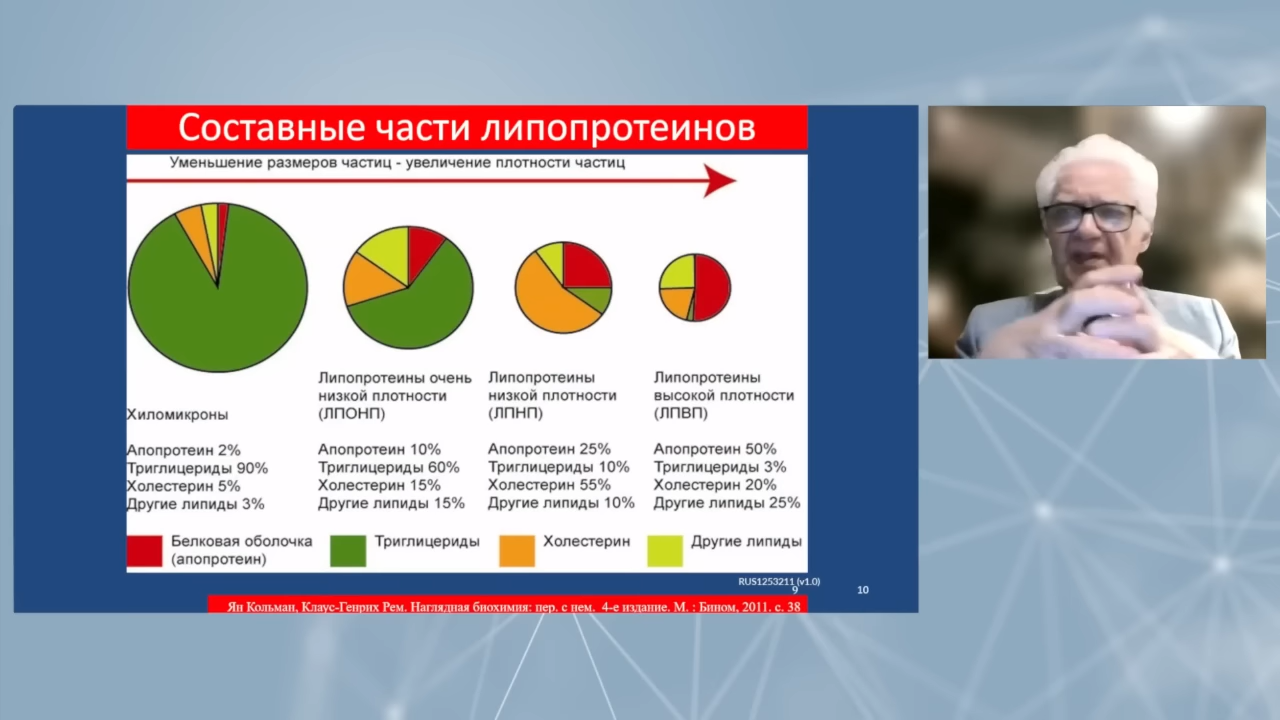 Составные части липопротеинов
Уменьшение размеров частиц - увеличение плотности частиц
Хиломикроны
Апопротеин 2%
Триглицериды 90%
Холестерин 5%
Другие липиды 3%
Липопротеины очень
низкой плотности
(ЛПОНП)
Апопротеин 10%
Триглицериды 60%
Холестерин 15%
Другие липиды 15%
Липопротеины
низкой плотности
(ЛПНП)
Апопротеин 25%
Триглицериды 10%
Холестерин 55%
Другие липиды 10%
Липопротеины
высокой плотности
(ЛПВП)
Апопротеин 50%
Триглицериды 3%
Холестерин 20%
Другие липиды 25%
Белковая оболочка
(апопротеин)
Триглицериды
Холестерин
Другие липиды
RUS1253211 (v1.0)
9
10
Ян Кольман, Клаус-Генрих Рем. Наглядная биохимия: пер. с нем. 4-е издание. М. : Бином, 2011. с. 38